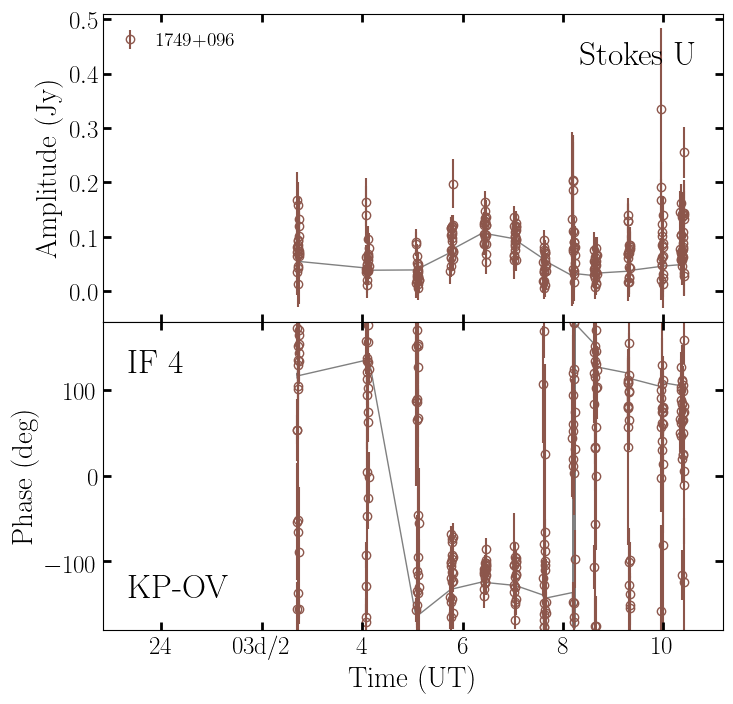 1749+096
Stokes U
0.5
0.4
0.3
0.2
0.1
0.0
Amplitude (Jy)
IF 4
KP-OV
100
0
−100
Phase (deg)
24 03d/2 4 6 8 10
Time (UT)